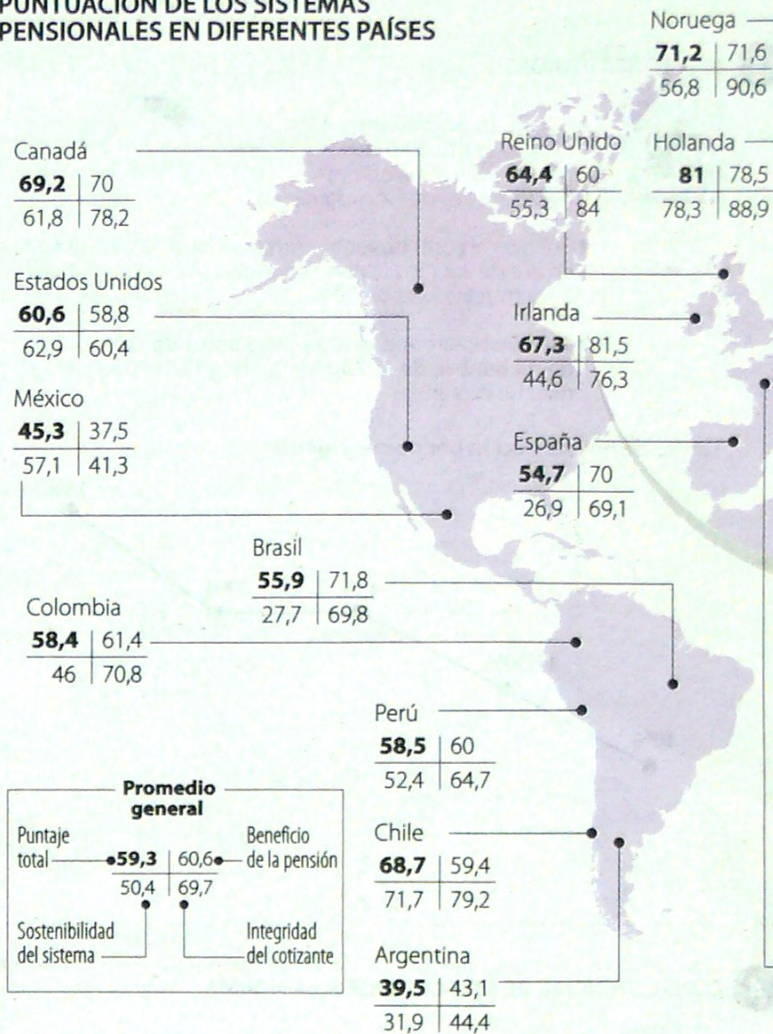 PUNTUACIÓN DE LOS SISTEMAS
PENSIONALES EN DIFERENTES PAÍSES
Noruega
71,2 71,6
56,8 90,6
Canadá
69,2 70
61,8 78,2
Reino Unido
64,4 60
55,3 84
Holanda
81 78,5
78,3 88,9
Estados Unidos
60,6 58,8
62,9 60,4
Irlanda
67,3 81,5
44,6 76,3
México
45,3 37,5
57,1 41,3
España
54,7 70
26,9 69,1
Brasil
55,9 71,8
27,7 69,8
Colombia
58,4 61,4
46 70,8
Perú
58,5 60
52,4 64,7
Promedio
general
Puntaje
total
59,3 60,6
50,4 69,7
Beneficio
de la pensión
Sostenibilidad
del sistema
Integridad
del cotizante
Chile
68,7 59,4
71,7 79,2
Argentina
39,5 43,1
31,9 44,4